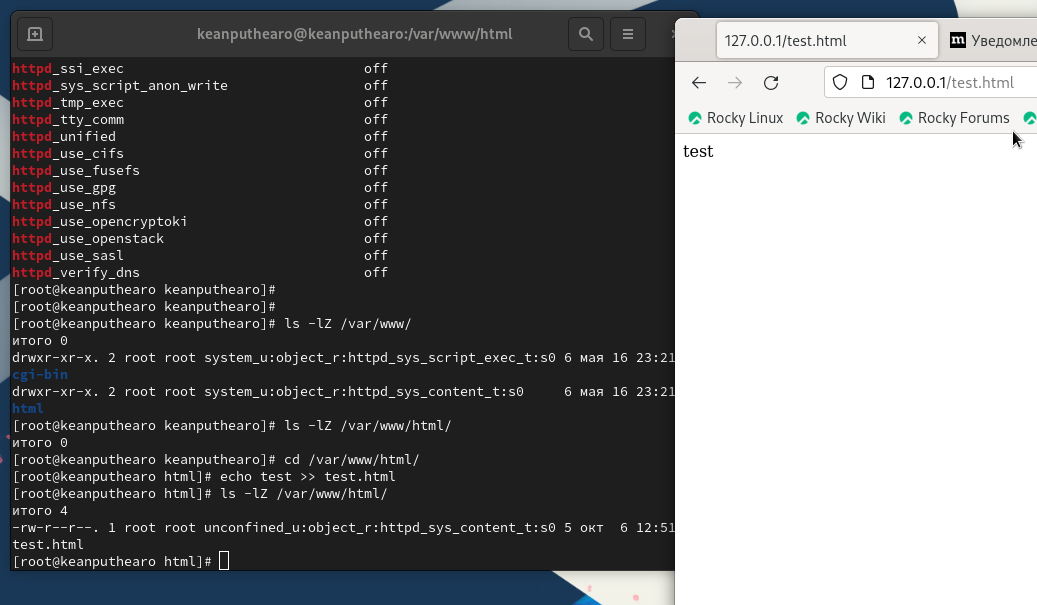 keanputhearo@keanputhearo:/var/www/html
httpd_ssi_exec off
httpd_sys_script_anon_write off
httpd_tmp_exec off
httpd_tty_comm off
httpd_unified off
httpd_use_cifs off
httpd_use_fusefs off
httpd_use_gpg off
httpd_use_nfs off
httpd_use_opencryptoki off
httpd_use_openstack off
httpd_use_sasl off
httpd_verify_dns off
[root@keanputhearo keanputhearo]#
[root@keanputhearo keanputhearo]#
[root@keanputhearo keanputhearo]# ls -lZ /var/www/
итого 0
drwxr-xr-x. 2 root root system_u:object_r:httpd_sys_script_exec_t:s0 6 мая 16 23:21
cgi-bin
drwxr-xr-x. 2 root root system_u:object_r:httpd_sys_content_t:s0 6 мая 16 23:21
html
[root@keanputhearo keanputhearo]# ls -lZ /var/www/html/
итого 0
[root@keanputhearo keanputhearo]# cd /var/www/html/
[root@keanputhearo html]# echo test >> test.html
[root@keanputhearo html]# ls -lZ /var/www/html/
итого 4
-rw-r--r--. 1 root root unconfined_u:object_r:httpd_sys_content_t:s0 5 окт 6 12:51
test.html
[root@keanputhearo html]#
127.0.0.1/test.html
m Уведомле
127.0.0.1/test.html
Rocky Linux Rocky Wiki Rocky Forums
test